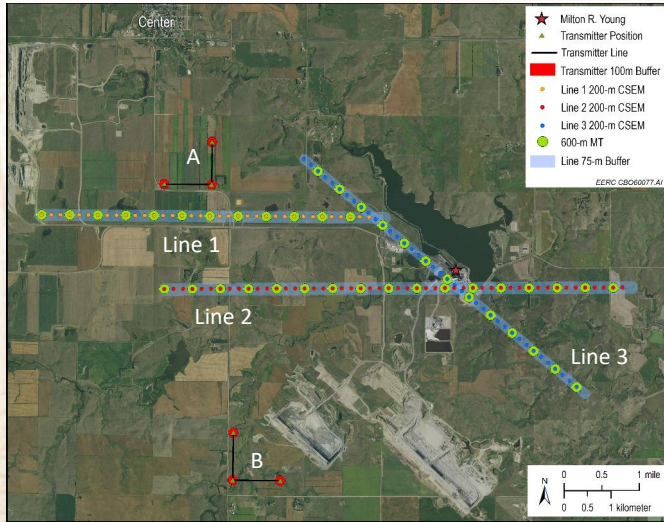 Center
Milton R. Young
Transmitter Position
Transmitter Line
Transmitter 100m Buffer
Line 1 200-m CSEM
Line 2 200-m CSEM
Line 3 200-m CSEM
600-m MT
Line 75-m Buffer
EERC CBO60077.AI
A
Line 1
Line 2
Line 3
B
N
0 0.5 1 mile
0 0.5 1 kilometer